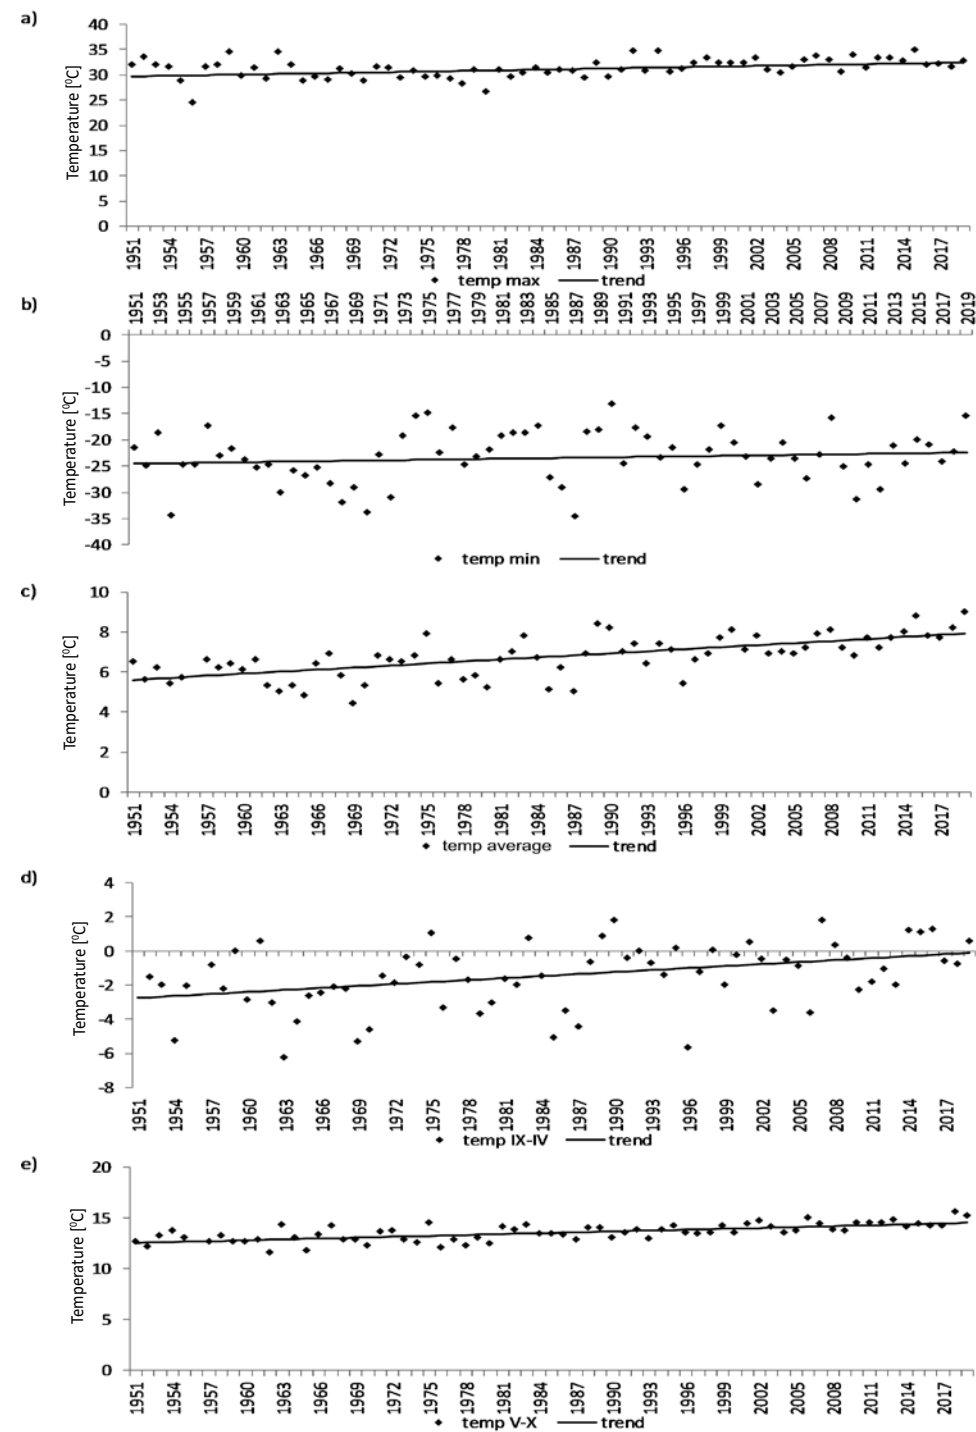 a)
Temperature [⁰C]
40
35
30
25
20
15
10
5
0
1951 1954 1957 1960 1963 1966 1969 1972 1975 1978 1981 1984 1987 1990 1993 1996 1999 2002 2005 2008 2011 2014 2017
temp max trend
b)
1951 1953 1955 1957 1959 1961 1963 1965 1967 1969 1971 1973 1975 1977 1979 1981 1983 1985 1987 1989 1991 1993 1995 1997 1999 2001 2003 2005 2007 2009 2011 2013 2015 2017 2019
Temperature [⁰C]
0
-5
-10
-15
-20
-25
-30
-35
-40
temp min trend
c)
Temperature [⁰C]
10
8
6
4
2
0
1951 1954 1957 1960 1963 1966 1969 1972 1975 1978 1981 1984 1987 1990 1993 1996 1999 2002 2005 2008 2011 2014 2017
temp average trend
d)
Temperature [⁰C]
4
2
0
-2
-4
-6
-8
1951 1954 1957 1960 1963 1966 1969 1972 1975 1978 1981 1984 1987 1990 1993 1996 1999 2002 2005 2008 2011 2014 2017
temp IX-IV trend
e)
Temperature [⁰C]
20
15
10
5
0
1951 1954 1957 1960 1963 1966 1969 1972 1975 1978 1981 1984 1987 1990 1993 1996 1999 2002 2005 2008 2011 2014 2017
temp V-X trend